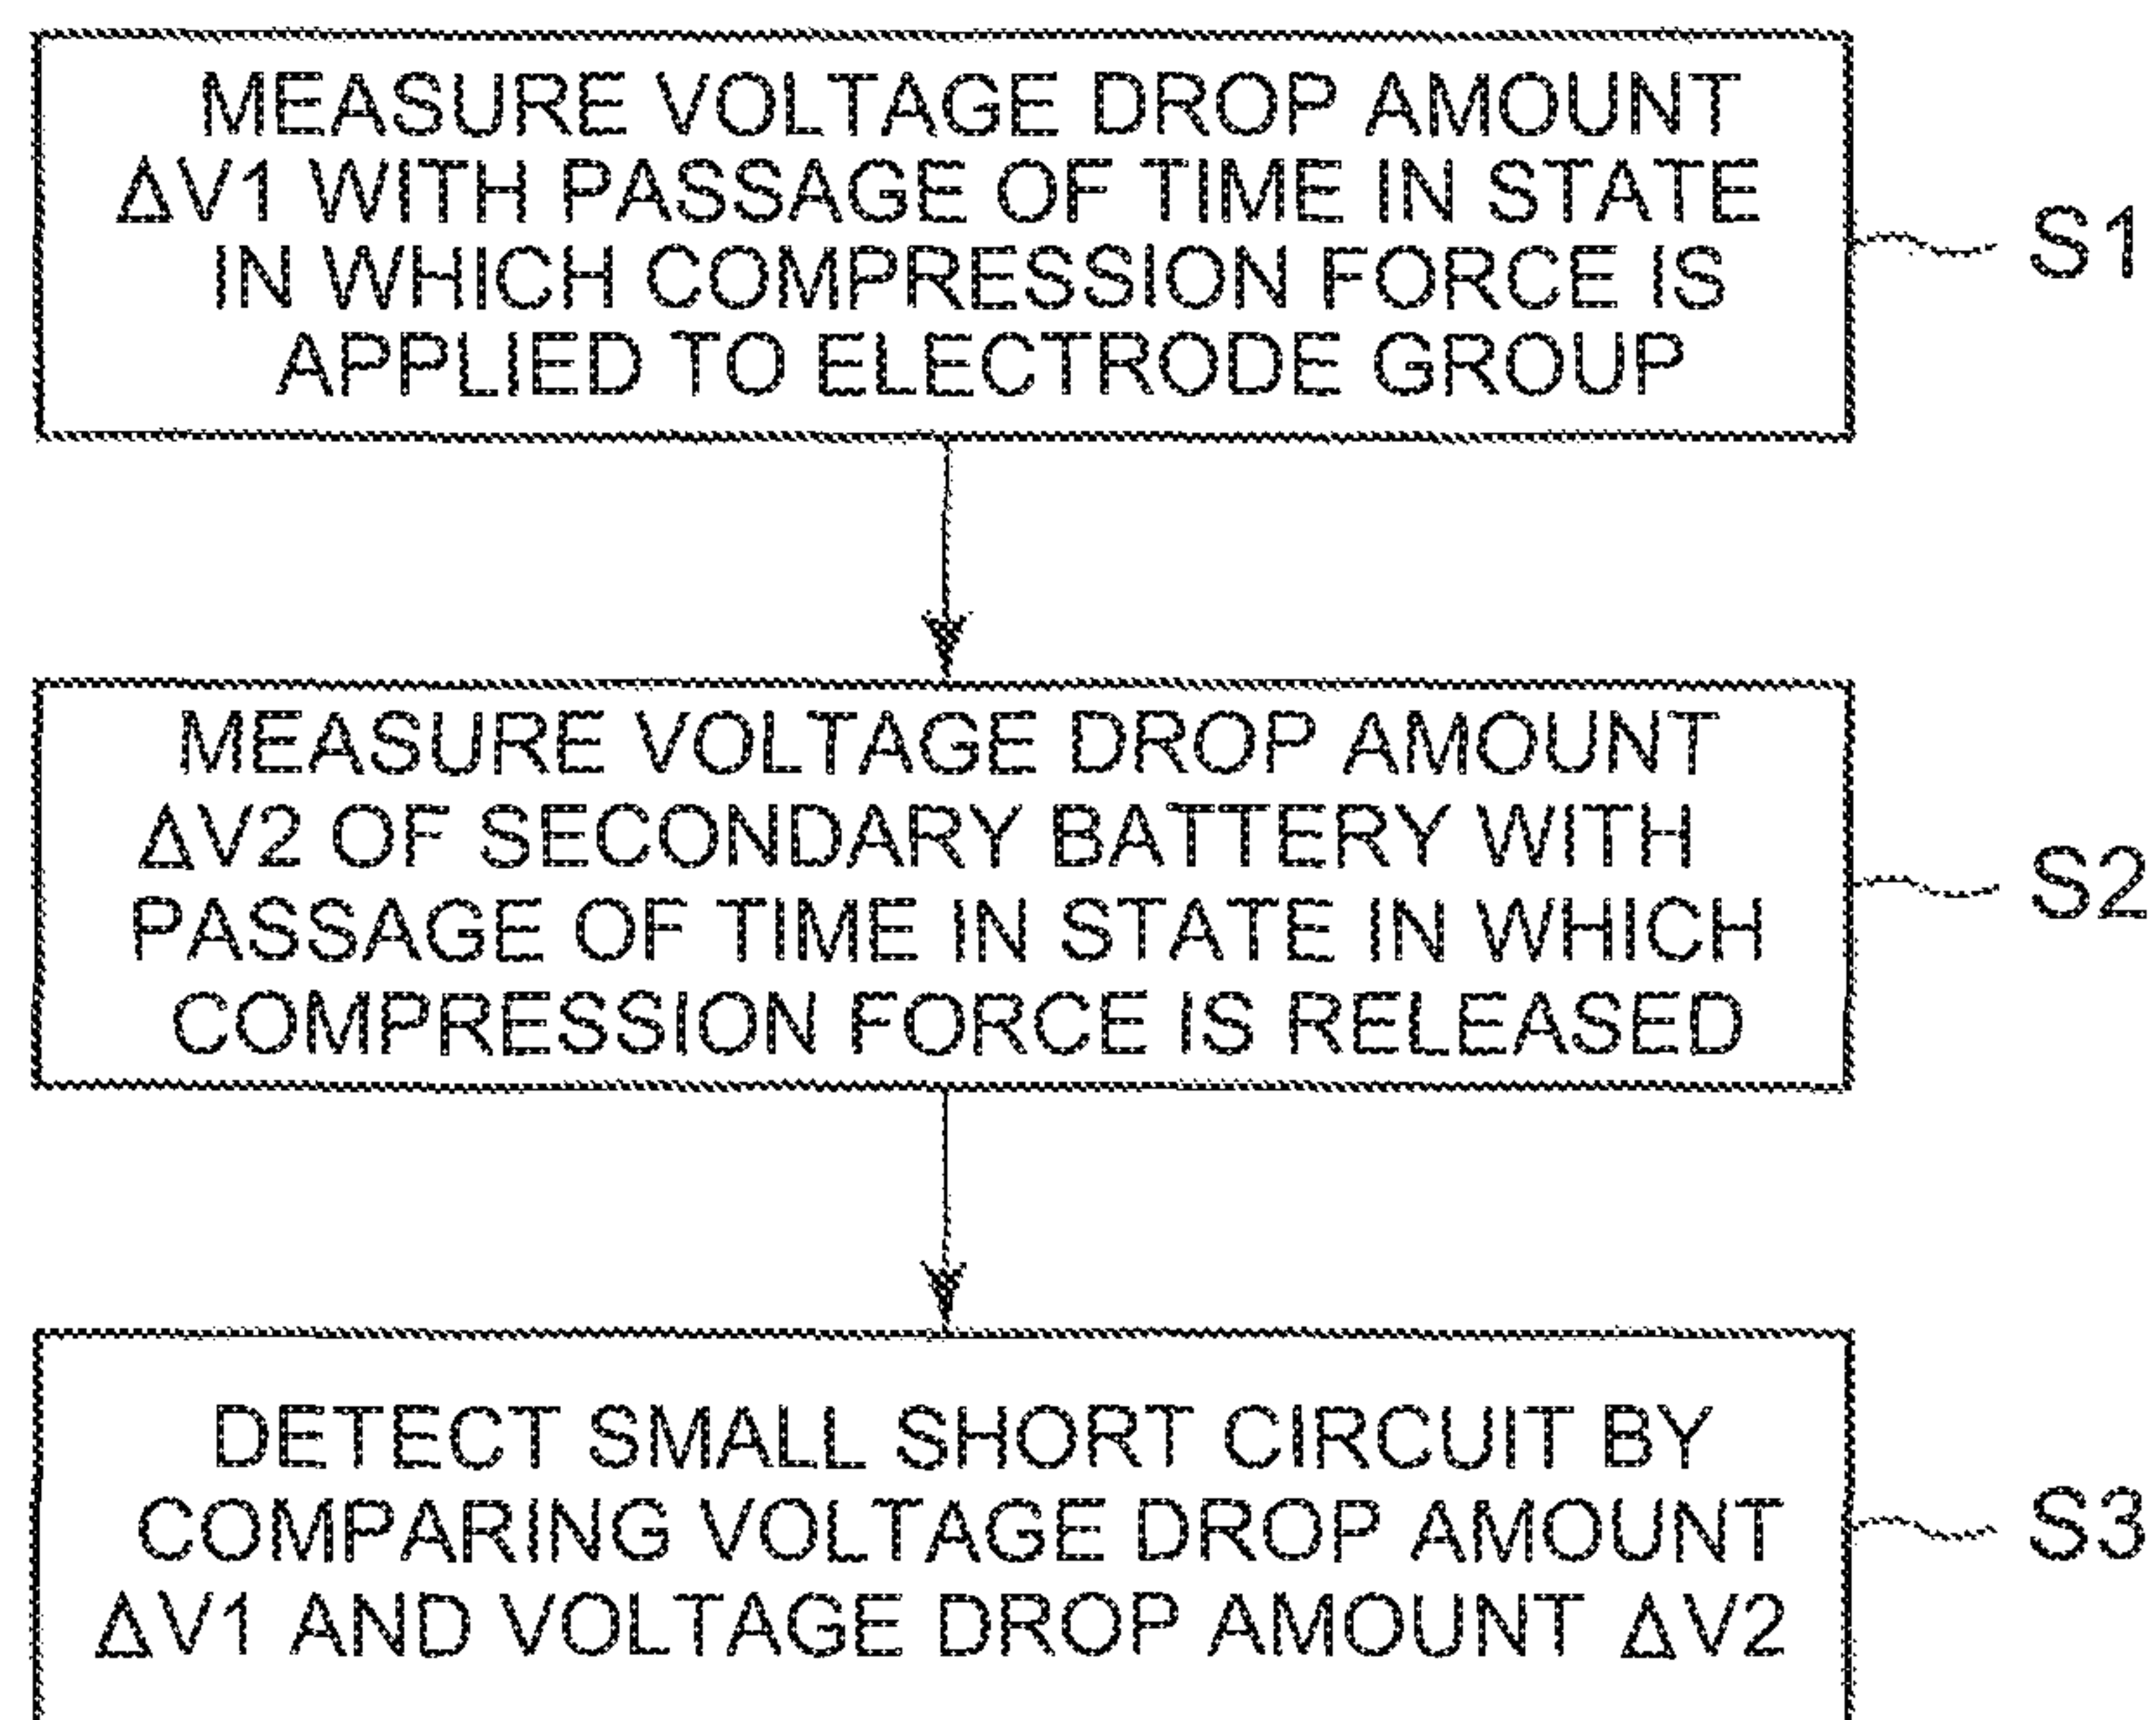 MEASURE VOLTAGE DROP AMOUNT
ΔV1 WITH PASSAGE OF TIME IN STATE
IN WHICH COMPRESSION FORCE IS
APPLIED TO ELECTRODE GROUP
S1
MEASURE VOLTAGE DROP AMOUNT
ΔV2 OF SECONDARY BATTERY WITH
PASSAGE OF TIME IN STATE IN WHICH
COMPRESSION FORCE IS RELEASED
S2
DETECT SMALL SHORT CIRCUIT BY
COMPARING VOLTAGE DROP AMOUNT
ΔV1 AND VOLTAGE DROP AMOUNT ΔV2
S3